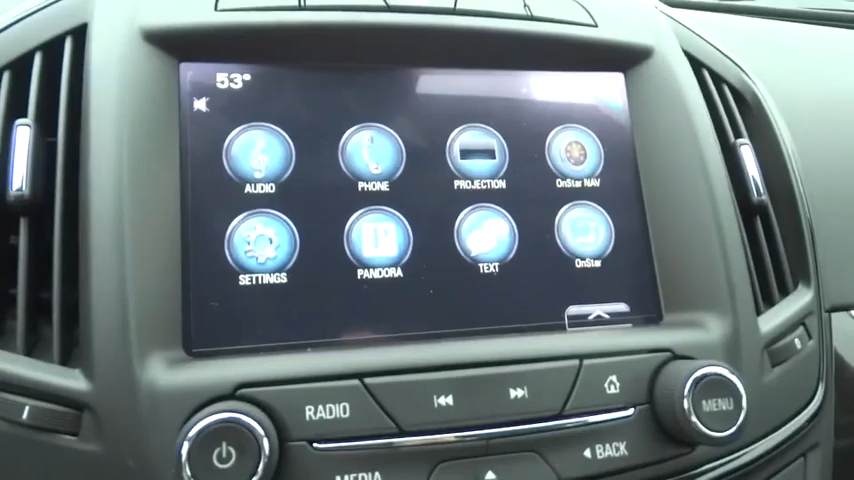 53°
AUDIO
PHONE
PROJECTION
OnStar NAV
SETTINGS
PANDORA
TEXT
OnStar
RADIO
MENU
MEDIA
BACK